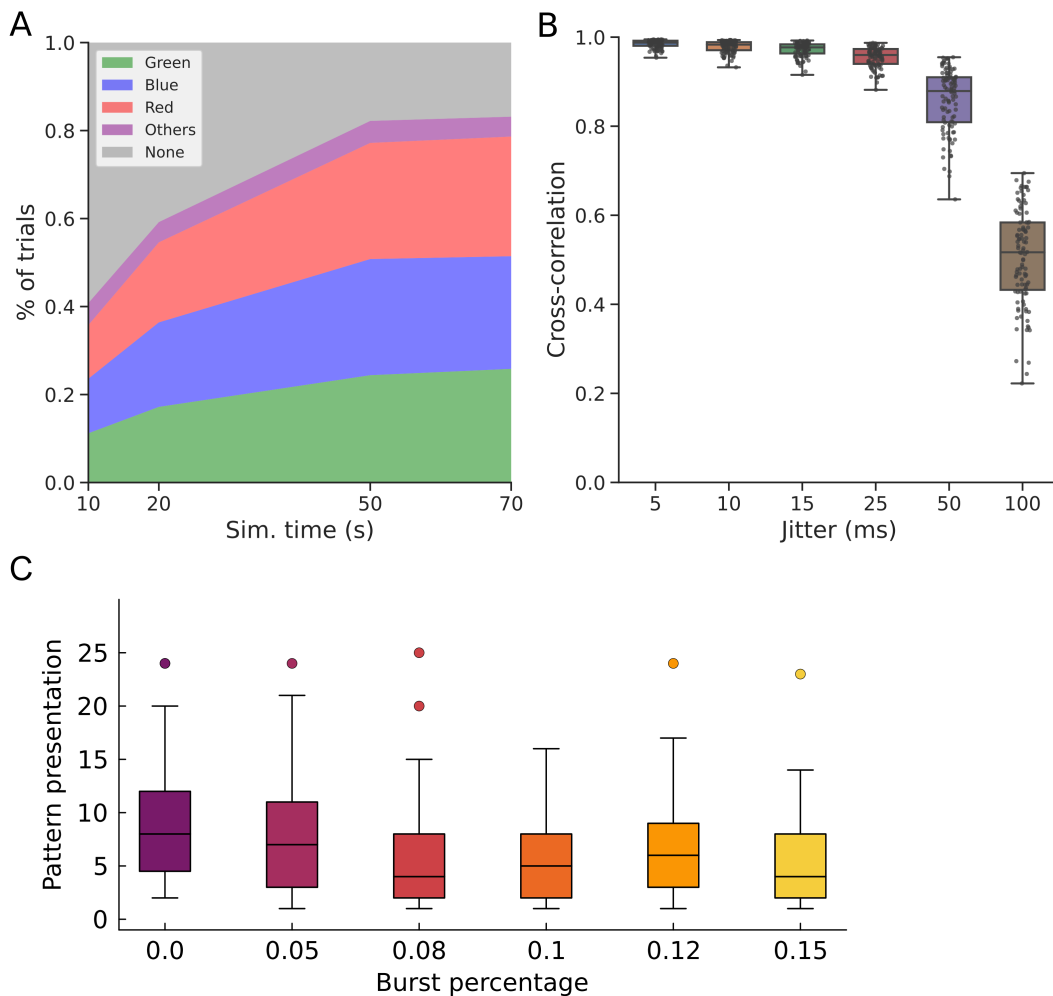 A
1.0
0.8
0.6
0.4
0.2
0.0
% of trials
Green
Blue
Red
Others
None
10 20 50 70
Sim. time (s)
B
1.0
0.8
0.6
0.4
0.2
0.0
Cross-correlation
5 10 15 25 50 100
Jitter (ms)
C
25
20
15
10
5
0
Pattern presentation
0.0 0.05 0.08 0.1 0.12 0.15
Burst percentage